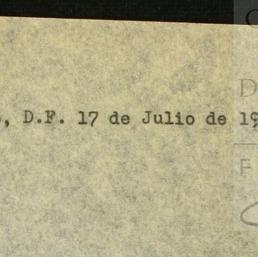 , D.F. 17 de Julio de 19